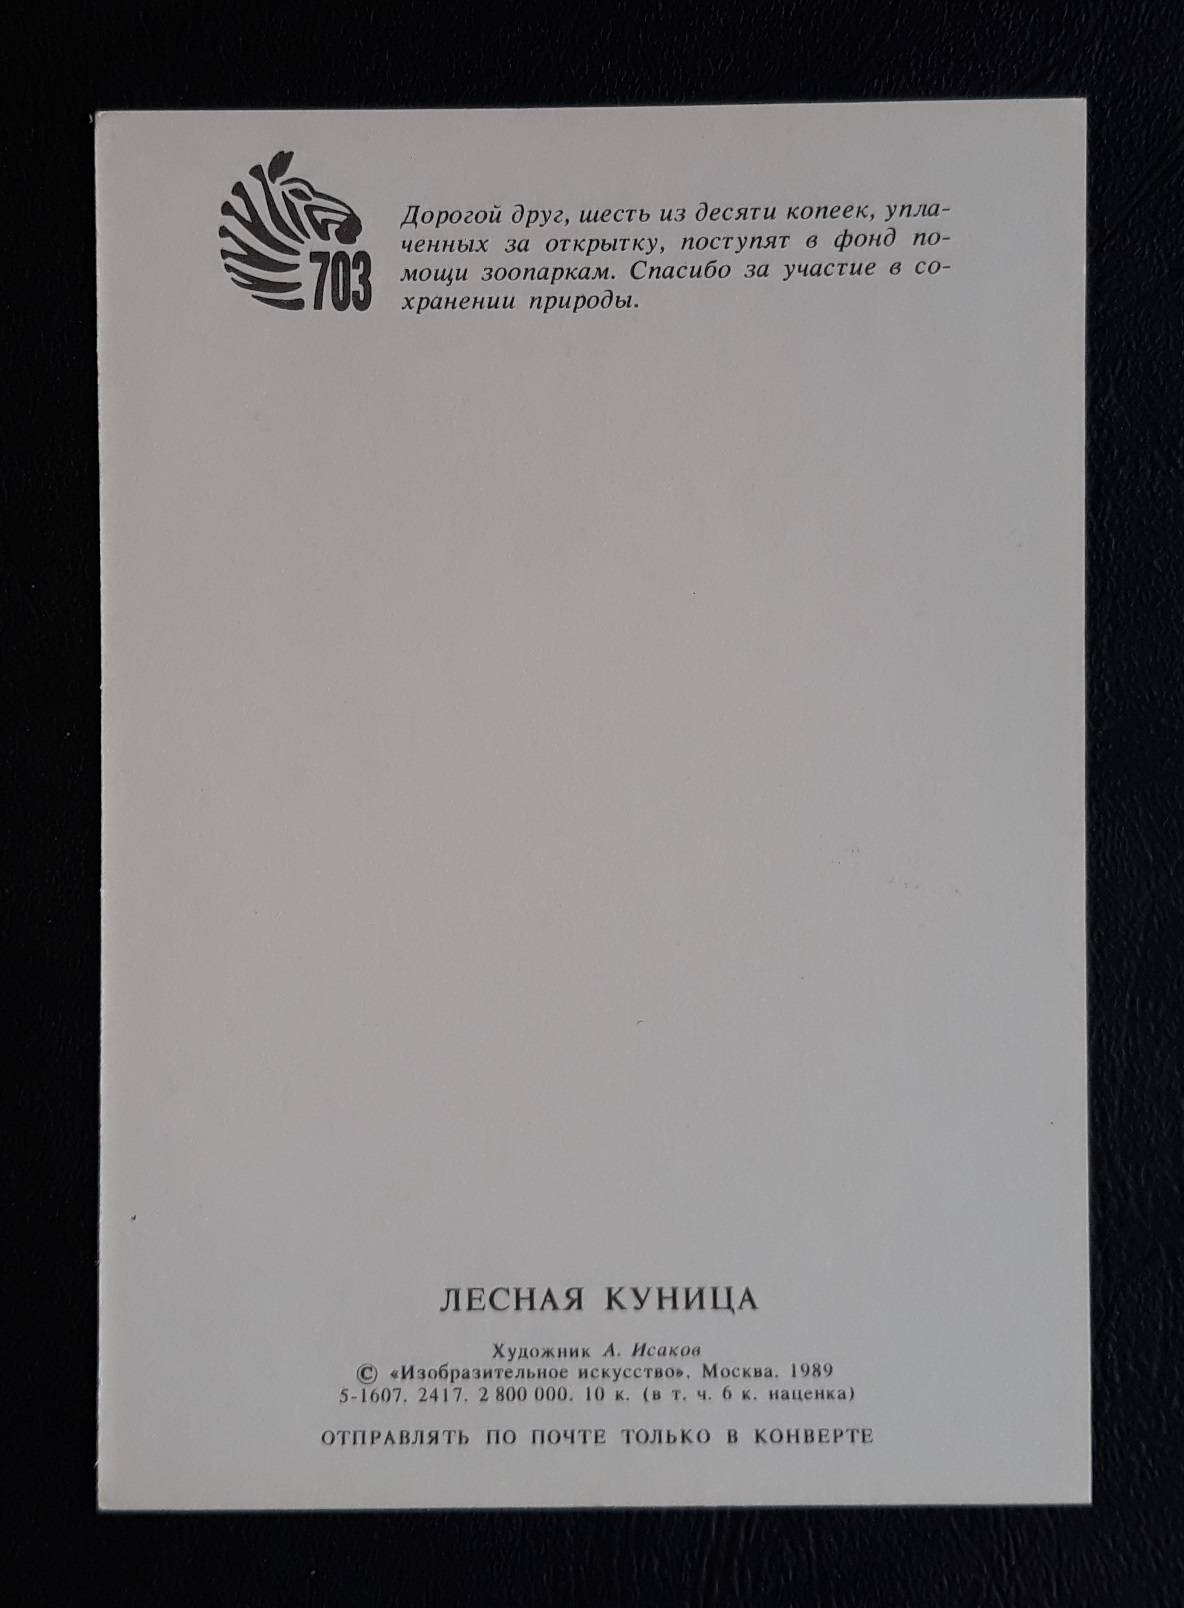 703
Дорогой друг, шесть из десяти копеек, упла-
ченных за открытку, поступят в фонд по-
мощи зоопаркам. Спасибо за участие в со-
хранении природы.
ЛЕСНАЯ КУНИЦА
Художник А. Исаков
© «Изобразительное искусство». Москва. 1989
5-1607. 2417. 2 800 000. 10 к. (в т. ч. 6 к. наценка)
ОТПРАВЛЯТЬ ПО ПОЧТЕ ТОЛЬКО В КОНВЕРТЕ